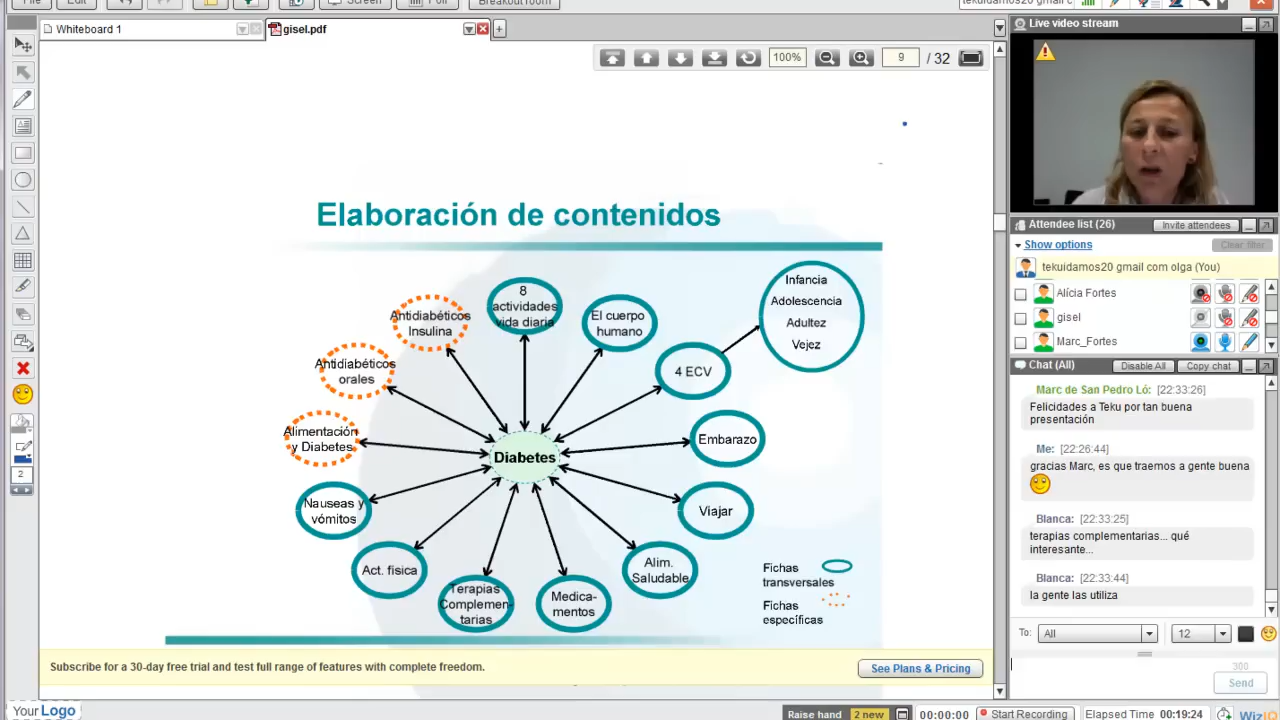 File
Edit
Screen
Poll
Breakout room
Whiteboard 1
gisel.pdf
100%
9
/ 32
Elaboración de contenidos
Antidiabéticos
Insulina
8
actividades
vida diaria
El cuerpo
humano
Infancia
Adolescencia
Adultez
Vejez
Antidiabéticos
orales
4 ECV
Alimentación
y Diabetes
Diabetes
Embarazo
Nauseas y
vómitos
Viajar
Act. fisica
Terapias
Complemen-
tarias
Medica-
mentos
Alim.
Saludable
Fichas
transversales
Fichas
específicas
2
Subscribe for a 30-day free trial and test full range of features with complete freedom.
See Plans & Pricing
Your Logo
Live video stream
Attendee list (26)
Invite attendees
Show options
Clear filter
tekuidamos20 gmail com olga (You)
Alícia Fortes
gisel
Marc_Fortes
Chat (All)
Disable All
Copy chat
Marc de San Pedro Ló: [22:33:26]
Felicidades a Teku por tan buena
presentación
Me: [22:26:44]
gracias Marc, es que traemos a gente buena
Blanca: [22:33:25]
terapias complementarias... qué
interesante...
Blanca: [22:33:44]
la gente las utiliza
To:
All
12
300
Send
Raise hand
2 new
00:00:00
Start Recording
Elapsed Time
00:19:24
WizIQ